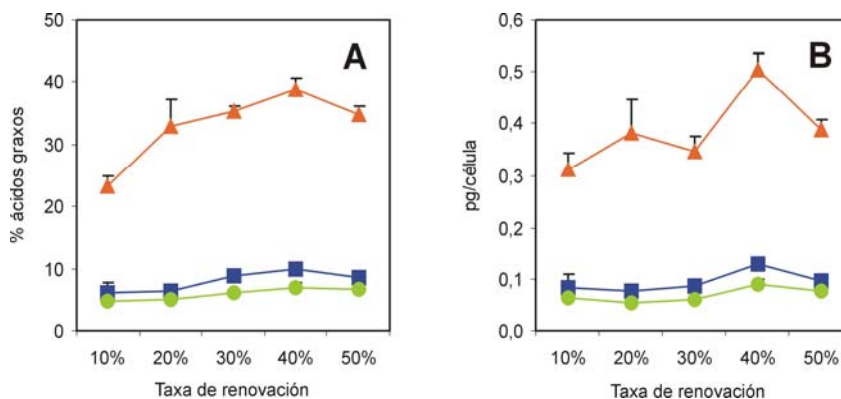 50
40
30
20
10
0
% ácidos graxos
A
10% 20% 30% 40% 50%
Taxa de renovación
0,6
0,5
0,4
0,3
0,2
0,1
0,0
pg/célula
B
10% 20% 30% 40% 50%
Taxa de renovación